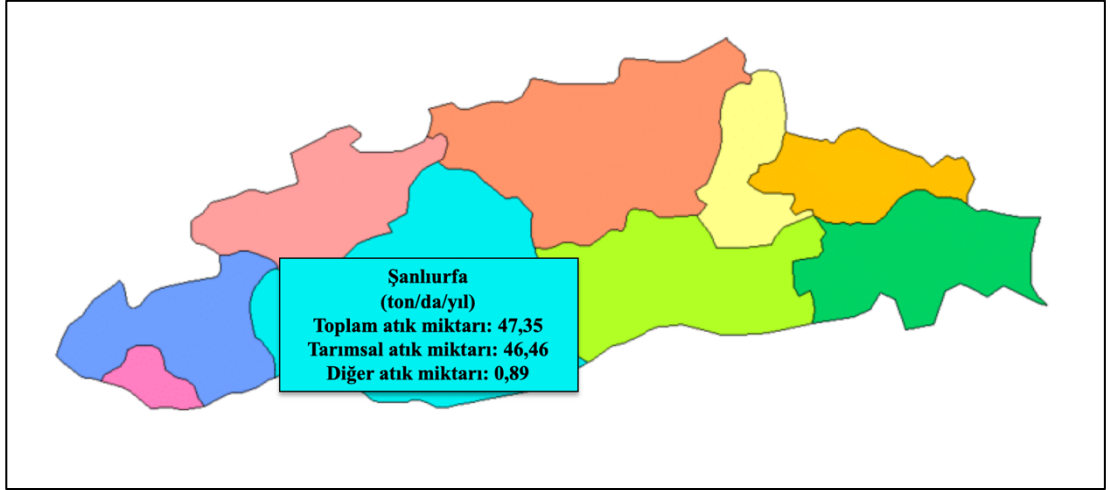 Şanlıurfa
(ton/da/yıl)
Toplam atık miktarı: 47,35
Tarımsal atık miktarı: 46,46
Diğer atık miktarı: 0,89